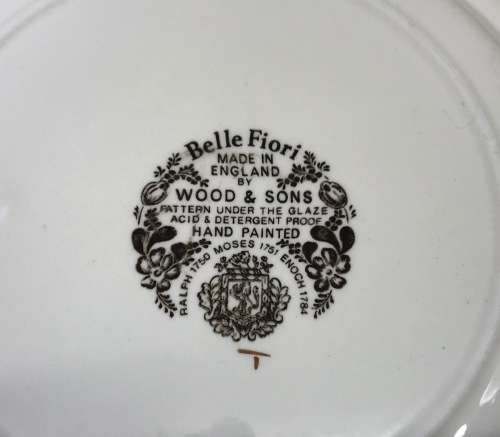 Belle Fiori
MADE IN
ENGLAND
BY
WOOD & SONS
PATTERN UNDER THE GLAZE
ACID & DETERGENT PROOF
HAND PAINTED
RALPH 1750 MOSES 1751 ENOCH 1784
T